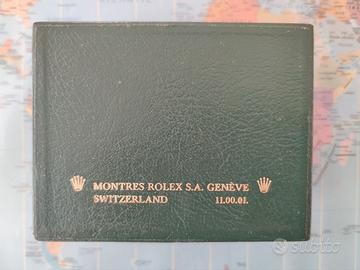 MONTRES ROLEX S.A. GENÈVE
SWITZERLAND 11.00.01.
subito